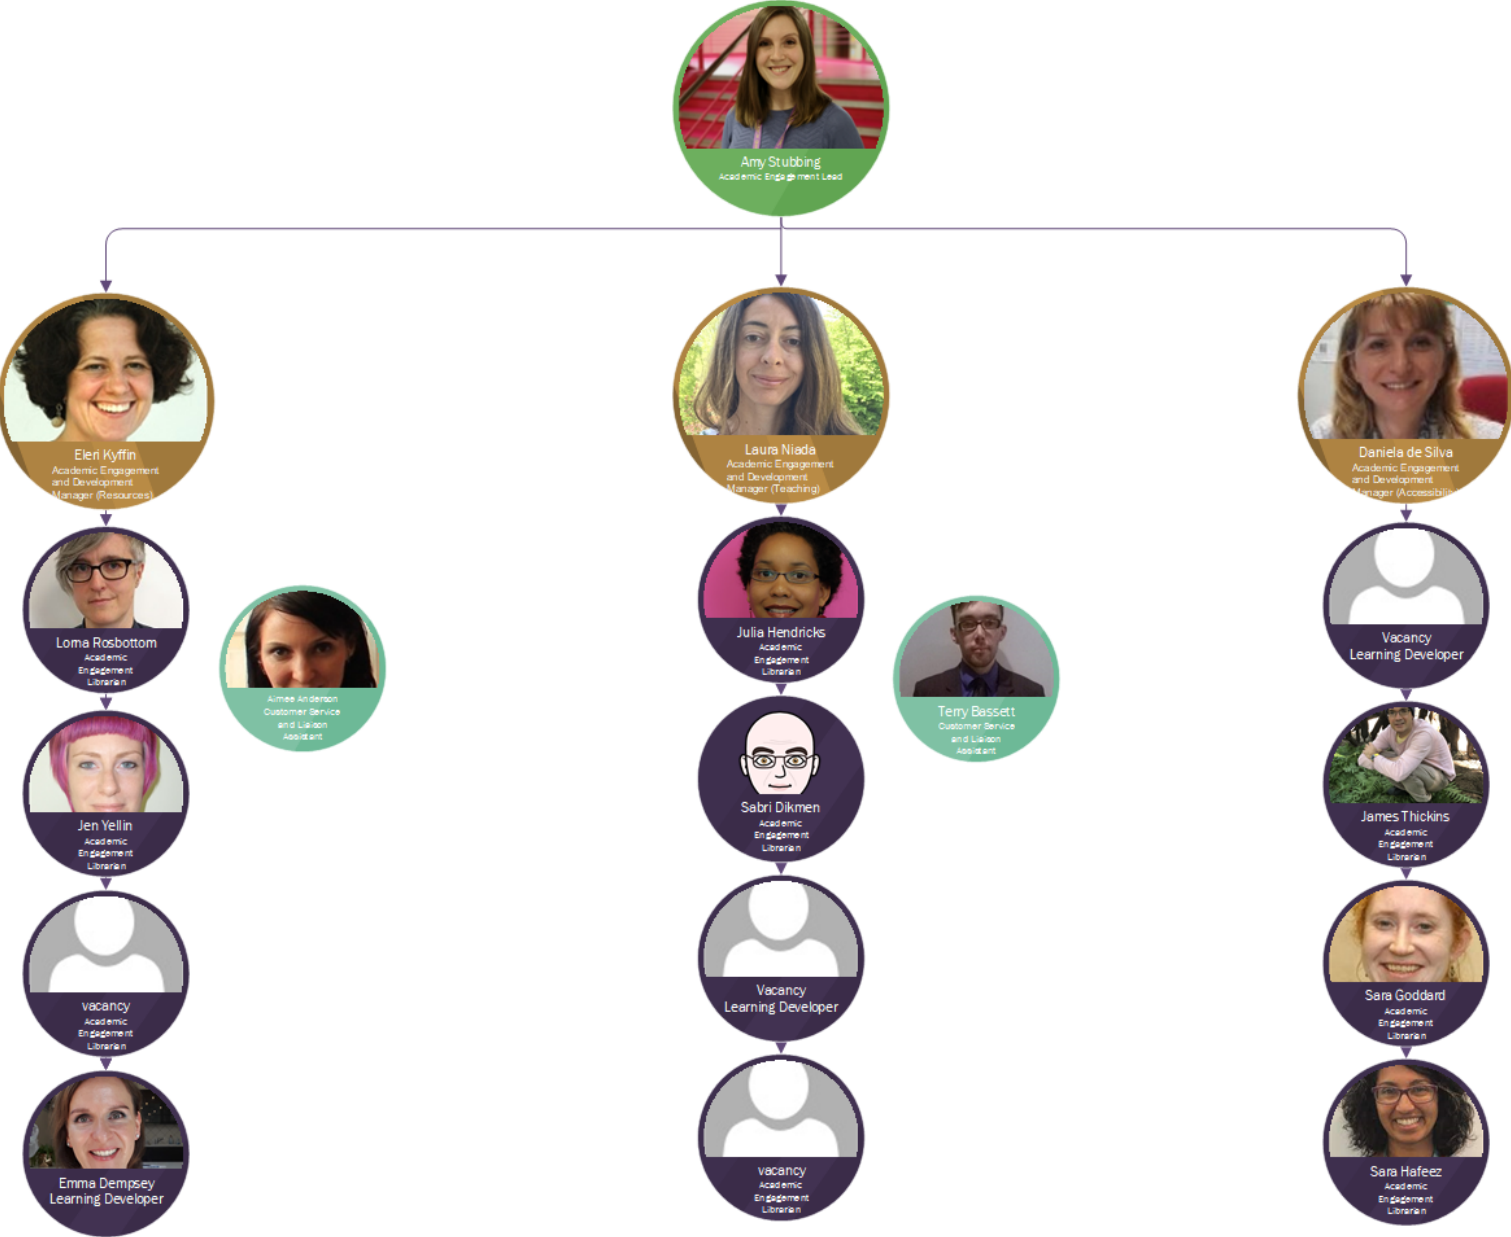 Amy Stubbing
Academic Engagement Lead
Eleri Kyffin
Academic Engagement
and Development
Manager (Resources)
Laura Niada
Academic Engagement
and Development
Manager (Teaching)
Daniela de Silva
Academic Engagement
and Development
Manager
Lorna Rosbottom
Academic
Engagement
Librarian
Aimee Anderson
Customer Service
and Liaison
Assistant
Julia Hendricks
Academic
Engagement
Librarian
Terry Bassett
Customer Service
and Liaison
Assistant
Vacancy
Learning Developer
Jen Yellin
Academic
Engagement
Librarian
Sabri Dikmen
Academic
Engagement
Librarian
James Thickins
Academic
Engagement
Librarian
vacancy
Academic
Engagement
Librarian
Vacancy
Learning Developer
Sara Goddard
Academic
Engagement
Librarian
Emma Dempsey
Learning Developer
vacancy
Academic
Engagement
Librarian
Sara Hafeez
Academic
Engagement
Librarian